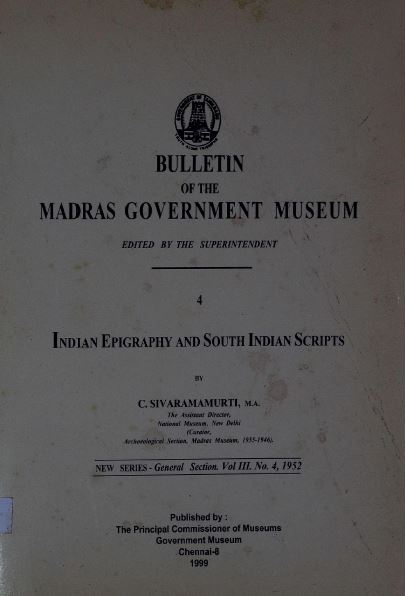 BULLETIN
OF THE
MADRAS GOVERNMENT MUSEUM
EDITED BY THE SUPERINTENDENT
4
INDIAN EPIGRAPHY AND SOUTH INDIAN SCRIPTS
BY
C. SIVARAMAMURTI, M.A.
The Assistant Director,
National Museum, New Delhi
(Curator,
Archaeological Section, Madras Museum, 1935-1946).
NEW SERIES - General Section. Vol III. No. 4, 1952
Published by :
The Principal Commissioner of Museums
Government Museum
Chennai-8
1999